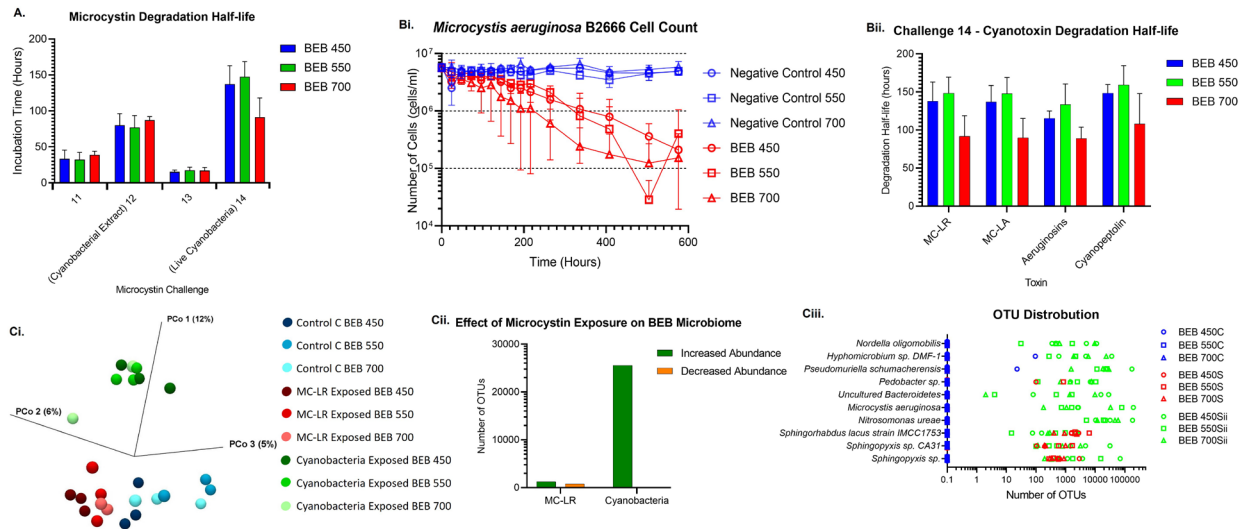 A.
Microcystin Degradation Half-life
Incubation Time (Hours)
200
150
100
50
0
11
(Cyanobacterial Extract) 12
13
(Live Cyanobacteria) 14
Microcystin Challenge
BEB 450
BEB 550
BEB 700
Bi.
Microcystis aeruginosa B2666 Cell Count
Number of Cells (cells/ml)
10⁷
10⁶
10⁵
10⁴
0
200
400
600
Time (Hours)
Negative Control 450
Negative Control 550
Negative Control 700
BEB 450
BEB 550
BEB 700
Bii.
Challenge 14 - Cyanotoxin Degradation Half-life
Degradation Half-life (hours)
200
150
100
50
0
MC-LR
MC-LA
Aeruginosins
Cyanopeptolin
Toxin
BEB 450
BEB 550
BEB 700
Ci.
PCo 1 (12%)
PCo 2 (6%)
PCo 3 (5%)
Control C BEB 450
Control C BEB 550
Control C BEB 700
MC-LR Exposed BEB 450
MC-LR Exposed BEB 550
MC-LR Exposed BEB 700
Cyanobacteria Exposed BEB 450
Cyanobacteria Exposed BEB 550
Cyanobacteria Exposed BEB 700
Cii.
Effect of Microcystin Exposure on BEB Microbiome
Number of OTUs
30000
20000
10000
0
MC-LR
Cyanobacteria
Increased Abundance
Decreased Abundance
Ciii.
OTU Distrobution
Nordella oligomobilis
Hyphomicrobium sp. DMF-1
Pseudomuriella schumacherensis
Pedobacter sp.
Uncultured Bacteroidetes
Microcystis aeruginosa
Nitrosomonas ureae
Sphingorhabdus lacus strain IMCC1753
Sphingopyxis sp. CA31
Sphingopyxis sp.
0.1
1
10
100
1000
10000
100000
Number of OTUs
BEB 450C
BEB 550C
BEB 700C
BEB 450S
BEB 550S
BEB 700S
BEB 450Sii
BEB 550Sii
BEB 700Sii